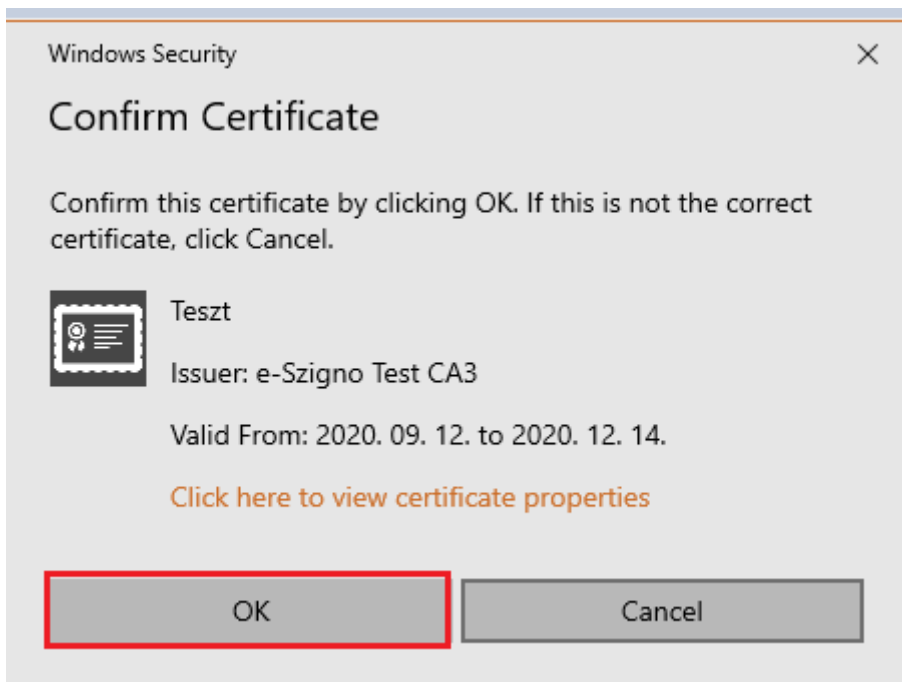 Windows Security
Confirm Certificate
Confirm this certificate by clicking OK. If this is not the correct
certificate, click Cancel.
Teszt
Issuer: e-Szigno Test CA3
Valid From: 2020. 09. 12. to 2020. 12. 14.
Click here to view certificate properties
OK
Cancel